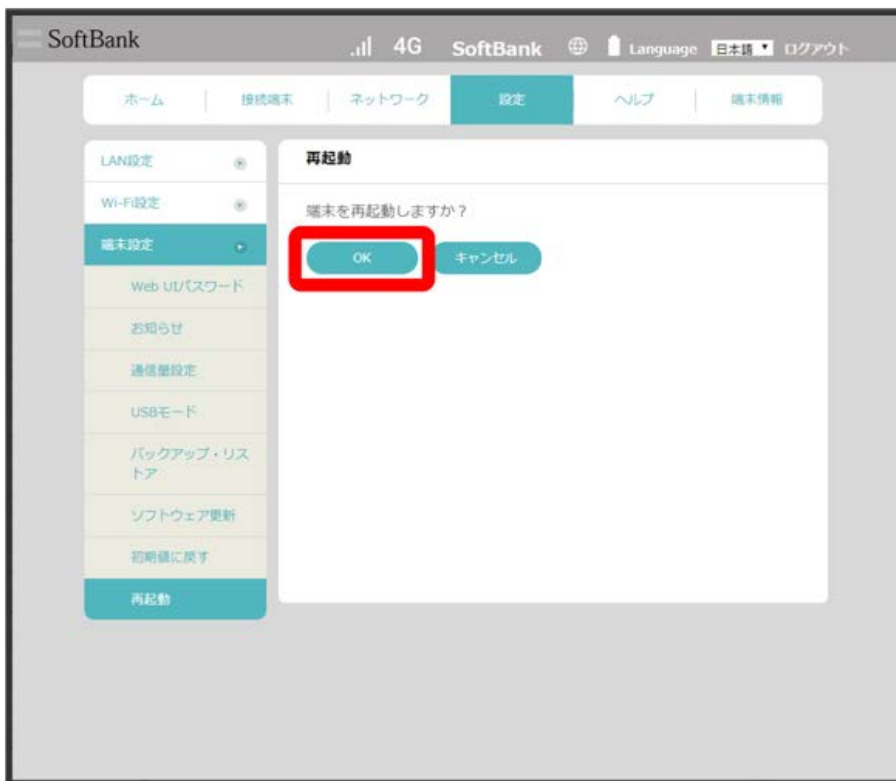 SoftBank
4G SoftBank Language 日本語 ログアウト
ホーム 接続端末 ネットワーク 設定 ヘルプ 端末情報
LAN設定
Wi-Fi設定
端末設定
Web UIパスワード
お知らせ
通信量設定
USBモード
バックアップ・リス
トア
ソフトウェア更新
初期値に戻す
再起動
再起動
端末を再起動しますか?
OK キャンセル